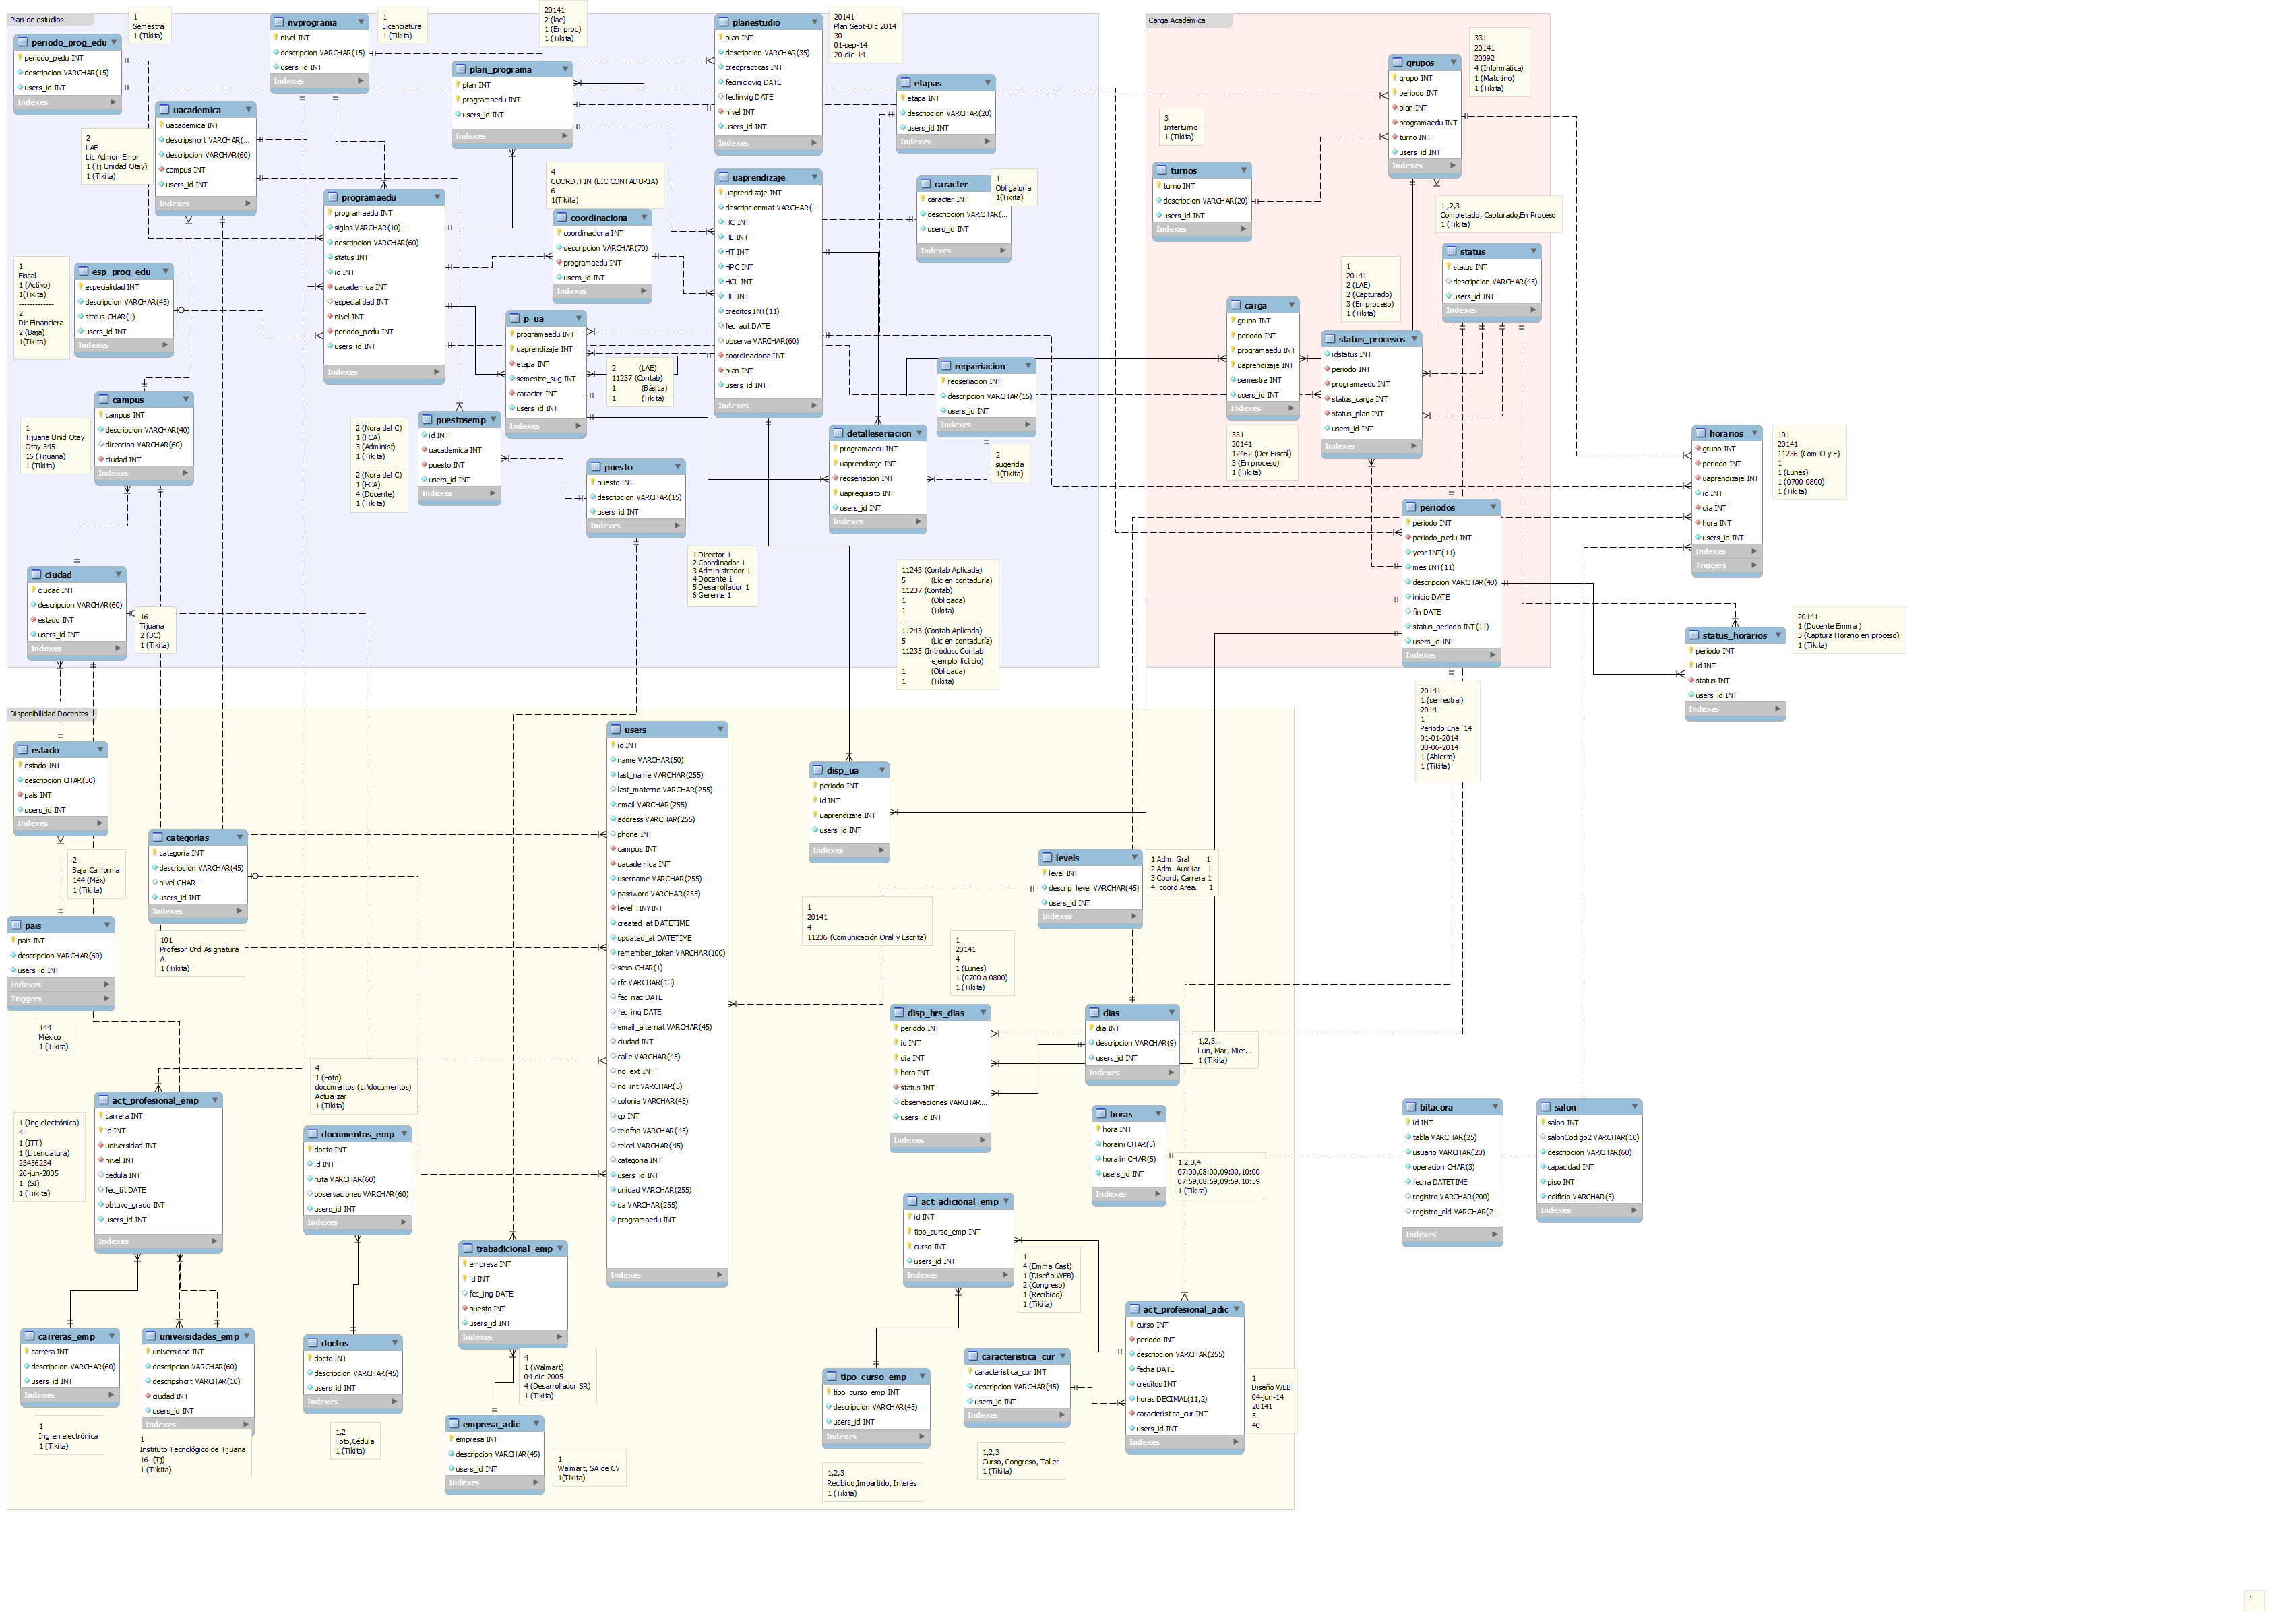 Plan de estudios
1
Semestral
1 (Tikita)
periodo_prog_edu
periodo_pedu INT
descripcion VARCHAR(15)
users_id INT
Indexes
nvprograma
nivel INT
descripcion VARCHAR(15)
users_id INT
Indexes
1
Licenciatura
1 (Tikita)
20141
2 (lae)
1 (En proc)
1 (Tikita)
plan_programa
plan INT
programaedu INT
users_id INT
Indexes
planestudio
plan INT
descripcion VARCHAR(35)
credpracticas INT
feciniciovig DATE
fecfinvig DATE
nivel INT
users_id INT
Indexes
20141
Plan Sept-Dic 2014
30
01-sep-14
20-dic-14
etapas
etapa INT
descripcion VARCHAR(20)
users_id INT
Indexes
uacademica
uacademica INT
descripshort VARCHAR(...
descripcion VARCHAR(60)
campus INT
users_id INT
Indexes
2
LAE
Lic Admon Empr
1 (Tj Unidad Otay)
1 (Tikita)
programaedu
programaedu INT
siglas VARCHAR(10)
descripcion VARCHAR(60)
status INT
id INT
uacademica INT
especialidad INT
nivel INT
periodo_pedu INT
users_id INT
Indexes
4
COORD. FIN (LIC CONTADURIA)
6
1(Tikita)
coordinaciona
coordinaciona INT
descripcion VARCHAR(70)
programaedu INT
users_id INT
Indexes
uaprendizaje
uaprendizaje INT
descripcionmat VARCHAR(...
HC INT
HL INT
HT INT
HPC INT
HCL INT
HE INT
creditos INT(11)
fec_aut DATE
observa VARCHAR(60)
coordinaciona INT
plan INT
users_id INT
Indexes
caracter
caracter INT
descripcion VARCHAR(...
users_id INT
Indexes
1
Obligatoria
1(Tikita)
1
Fiscal
1 (Activo)
1(Tikita)
-------------
2
Dir Financiera
2 (Baja)
1(Tikita)
esp_prog_edu
especialidad INT
descripcion VARCHAR(45)
status CHAR(1)
users_id INT
Indexes
p_ua
programaedu INT
uaprendizaje INT
etapa INT
semestre_sug INT
caracter INT
users_id INT
Indexes
2 (LAE)
11237 (Contab)
1 (Básica)
1 (Tikita)
reqseriacion
reqseriacion INT
descripcion VARCHAR(15)
users_id INT
Indexes
2
sugerida
1(Tikita)
detalleseriacion
programaedu INT
uaprendizaje INT
reqseriacion INT
uaprequisito INT
users_id INT
Indexes
campus
campus INT
descripcion VARCHAR(40)
direccion VARCHAR(60)
ciudad INT
Indexes
1
Tijuana Unid Otay
Otay 345
16 (Tijuana)
1 (Tikita)
2 (Nora del C)
1 (FCA)
3 (Administ)
1 (Tikita)
---------------
2 (Nora del C)
1 (FCA)
4 (Docente)
1 (Tikita)
puestosemp
id INT
uacademica INT
puesto INT
users_id INT
Indexes
puesto
puesto INT
descripcion VARCHAR(15)
users_id INT
Indexes
1 Director 1
2 Coordinador 1
3 Administrador 1
4 Docente 1
5 Desarrollador 1
6 Gerente 1
11243 (Contab Aplicada)
5 (Lic en contaduría)
11237 (Contab)
1 (Obligada)
1 (Tikita)
-----------------------------
11243 (Contab Aplicada)
5 (Lic en contaduría)
11235 (Introducc Contab
ejemplo ficticio)
1 (Obligada)
1 (Tikita)
ciudad
ciudad INT
descripcion VARCHAR(60)
estado INT
users_id INT
Indexes
16
Tijuana
2 (BC)
1 (Tikita)
Carga Académica
grupos
grupo INT
periodo INT
plan INT
programaedu INT
turno INT
users_id INT
Indexes
331
20141
20092
4 (Informática)
1 (Matutino)
1 (Tikita)
3
Interturno
1 (Tikita)
turnos
turno INT
descripcion VARCHAR(20)
users_id INT
Indexes
1 ,2,3
Completado, Capturado,En Proceso
1 (Tikita)
status
status INT
descripcion VARCHAR(45)
users_id INT
Indexes
1
20141
2 (LAE)
2 (Capturado)
3 (En proceso)
1 (Tikita)
carga
grupo INT
periodo INT
programaedu INT
uaprendizaje INT
semestre INT
users_id INT
Indexes
331
20141
12462 (Der Fiscal)
3 (En proceso)
1 (Tikita)
status_procesos
idstatus INT
periodo INT
programaedu INT
status_carga INT
status_plan INT
users_id INT
Indexes
periodos
periodo INT
periodo_pedu INT
year INT(11)
mes INT(11)
descripcion VARCHAR(40)
inicio DATE
fin DATE
status_periodo INT(11)
users_id INT
Indexes
20141
1 (semestral)
2014
1
Periodo Ene ´14
01-01-2014
30-06-2014
1 (Abierto)
1 (Tikita)
horarios
grupo INT
periodo INT
uaprendizaje INT
id INT
dia INT
hora INT
users_id INT
Indexes
Triggers
101
20141
11236 (Com O y E)
1
1 (Lunes)
1 (0700-0800)
1 (Tikita)
status_horarios
periodo INT
id INT
status INT
users_id INT
Indexes
20141
1 (Docente Emma )
3 (Captura Horario en proceso)
1 (Tikita)
Disponibilidad Docentes
estado
estado INT
descripcion CHAR(30)
pais INT
users_id INT
Indexes
2
Baja California
144 (Méx)
1 (Tikita)
pais
pais INT
descripcion VARCHAR(60)
users_id INT
Indexes
Triggers
144
México
1 (Tikita)
categorias
categoria INT
descripcion VARCHAR(45)
nivel CHAR
users_id INT
Indexes
101
Profesor Ord Asignatura
A
1 (Tikita)
users
id INT
name VARCHAR(50)
last_name VARCHAR(255)
last_materno VARCHAR(255)
email VARCHAR(255)
address VARCHAR(255)
phone INT
campus INT
uacademica INT
username VARCHAR(255)
password VARCHAR(255)
level TINYINT
created_at DATETIME
updated_at DATETIME
remember_token VARCHAR(100)
sexo CHAR(1)
rfc VARCHAR(13)
fec_nac DATE
fec_ing DATE
email_alternat VARCHAR(45)
ciudad INT
calle VARCHAR(45)
no_ext INT
no_int VARCHAR(3)
colonia VARCHAR(45)
cp INT
telofna VARCHAR(45)
telcel VARCHAR(45)
categoria INT
users_id INT
unidad VARCHAR(255)
ua VARCHAR(255)
programaedu INT
Indexes
disp_ua
periodo INT
id INT
uaprendizaje INT
users_id INT
Indexes
1
20141
4
11236 (Comunicación Oral y Escrita)
levels
level INT
descrip_level VARCHAR(45)
users_id INT
Indexes
1 Adm. Gral 1
2 Adm. Auxiliar 1
3 Coord, Carrera 1
4. coord Area. 1
1
20141
4
1 (Lunes)
1 (0700 a 0800)
1 (Tikita)
disp_hrs_dias
periodo INT
id INT
dia INT
hora INT
status INT
observaciones VARCHAR...
users_id INT
Indexes
dias
dia INT
descripcion VARCHAR(9)
users_id INT
Indexes
1,2,3...
Lun, Mar, Mier...
1 (Tikita)
horas
hora INT
horaini CHAR(5)
horafin CHAR(5)
users_id INT
Indexes
1,2,3,4
07:00,08:00,09:00,10:00
07:59,08:59,09:59.10:59
1 (Tikita)
act_profesional_emp
carrera INT
id INT
universidad INT
nivel INT
cedula INT
fec_tit DATE
obtuvo_grado INT
users_id INT
Indexes
1 (Ing electrónica)
4
1 (ITT)
1 (Licenciatura)
23456234
26-jun-2005
1 (SI)
1 (Tiikita)
4
1 (Foto)
documentos (c:\documentos)
Actualizar
1 (Tikita)
documentos_emp
docto INT
id INT
ruta VARCHAR(60)
observaciones VARCHAR(60)
users_id INT
Indexes
trabadicional_emp
empresa INT
id INT
fec_ing DATE
puesto INT
users_id INT
Indexes
4
1 (Walmart)
04-dic-2005
4 (Desarrollador SR)
1 (Tikita)
act_adicional_emp
id INT
tipo_curso_emp INT
curso INT
users_id INT
Indexes
1
4 (Emma Cast)
1 (Diseño WEB)
2 (Congreso)
1 (Recibido)
1 (Tikita)
act_profesional_adic
curso INT
periodo INT
descripcion VARCHAR(255)
fecha DATE
creditos INT
horas DECIMAL(11,2)
caracteristica_cur INT
users_id INT
Indexes
1
Diseño WEB
04-jun-14
20141
5
40
carreras_emp
carrera INT
descripcion VARCHAR(60)
users_id INT
Indexes
1
Ing en electrónica
1 (Tikita)
universidades_emp
universidad INT
descripcion VARCHAR(60)
descripshort VARCHAR(10)
ciudad INT
users_id INT
Indexes
1
Instituto Tecnológico de Tijuana
16 (Tj)
1 (Tiikita)
doctos
docto INT
descripcion VARCHAR(45)
users_id INT
Indexes
1,2
Foto,Cédula
1 (Tikita)
empresa_adic
empresa INT
descripcion VARCHAR(45)
users_id INT
Indexes
1
Walmart, SA de CV
1(Tikita)
tipo_curso_emp
tipo_curso_emp INT
descripcion VARCHAR(45)
users_id INT
Indexes
1,2,3
Recibido,Impartido,Interés
1 (Tikita)
caracteristica_cur
caracteristica_cur INT
descripcion VARCHAR(45)
users_id INT
Indexes
1,2,3
Curso, Congreso, Taller
1 (Tikita)
bitacora
id INT
tabla VARCHAR(25)
usuario VARCHAR(20)
operacion CHAR(3)
fecha DATETIME
registro VARCHAR(200)
registro_old VARCHAR(2...
Indexes
salon
salon INT
salonCodigo2 VARCHAR(10)
descripcion VARCHAR(60)
capacidad INT
piso INT
edificio VARCHAR(5)
Indexes